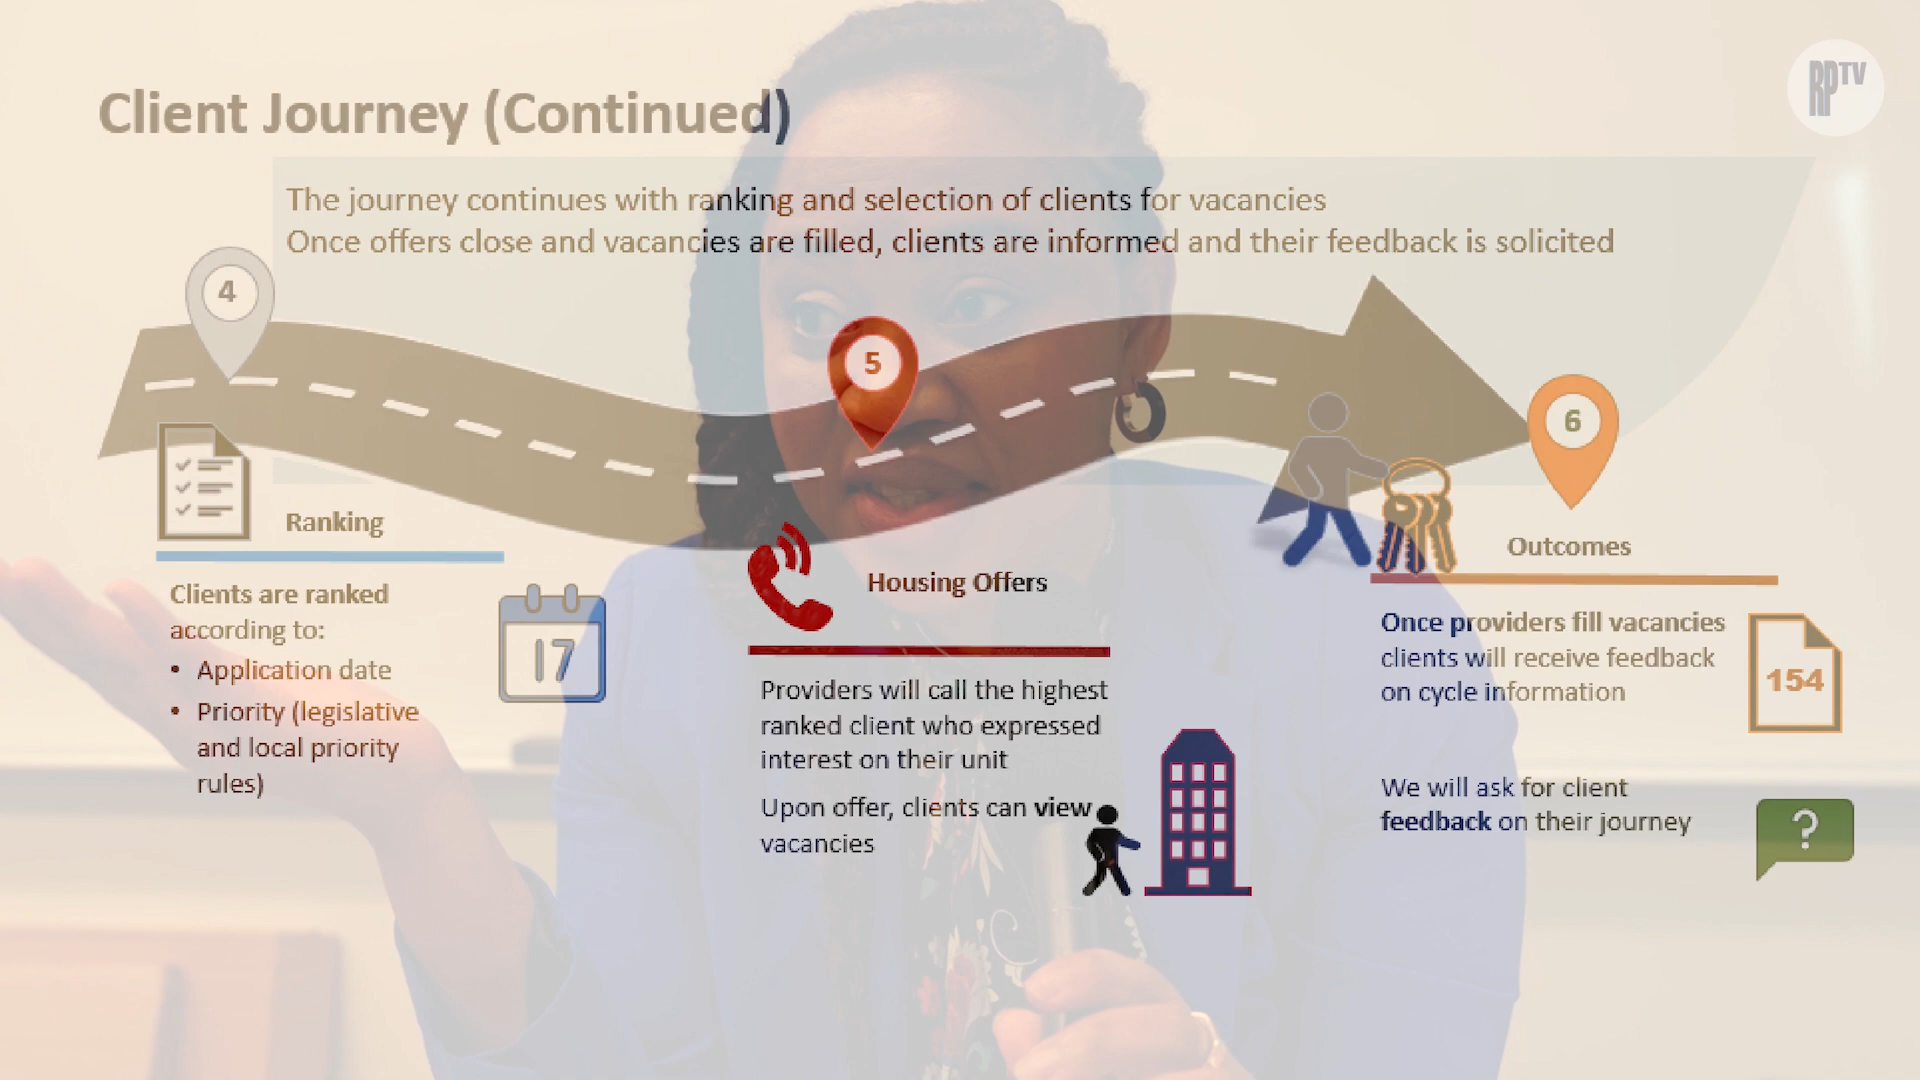 RPTV
Client Journey (Continued)
The journey continues with ranking and selection of clients for vacancies
Once offers close and vacancies are filled, clients are informed and their feedback is solicited
4
5
6
Ranking
Clients are ranked
according to:
• Application date
• Priority (legislative
and local priority
rules)
17
Housing Offers
Providers will call the highest
ranked client who expressed
interest on their unit
Upon offer, clients can view
vacancies
Outcomes
Once providers fill vacancies
clients will receive feedback
on cycle information
154
We will ask for client
feedback on their journey
?